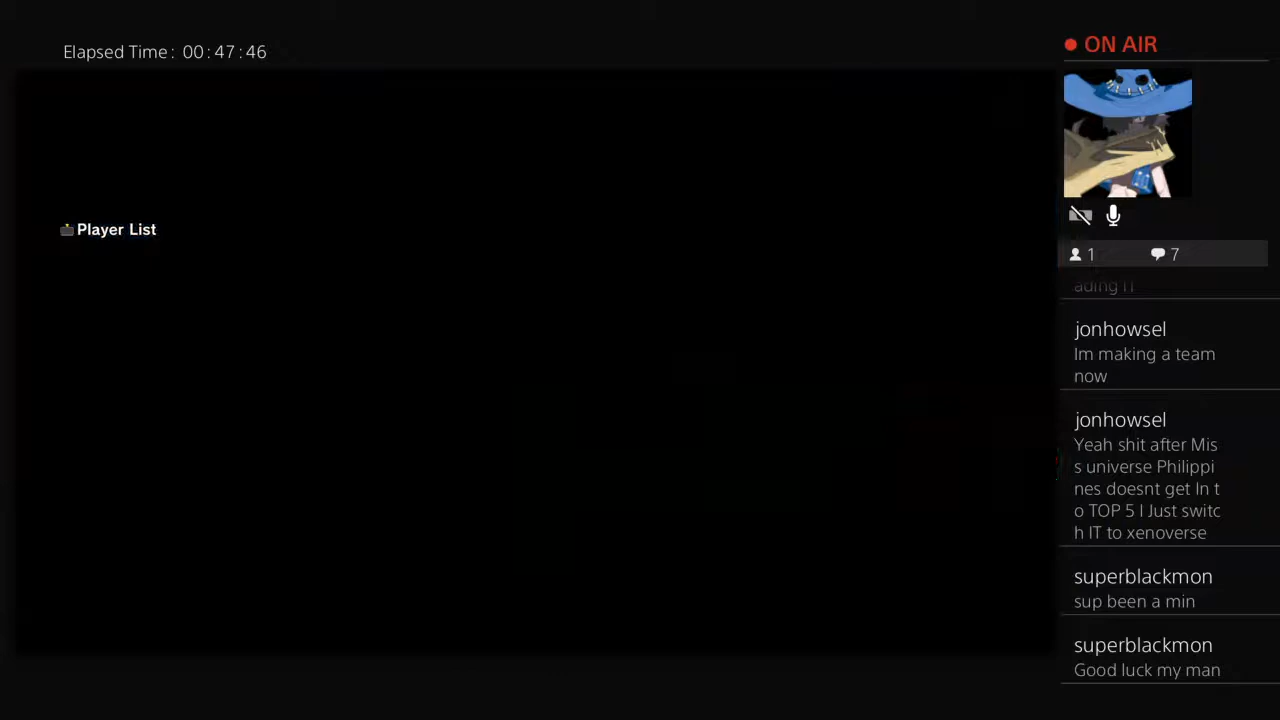 Elapsed Time: 00:47:46
ON AIR
Player List
1
7
jonhowsel
Im making a team
now
jonhowsel
Yeah shit after Mis
s universe Philippi
nes doesnt get In t
o TOP 5 I Just switc
h IT to xenoverse
superblackmon
sup been a min
superblackmon
Good luck my man